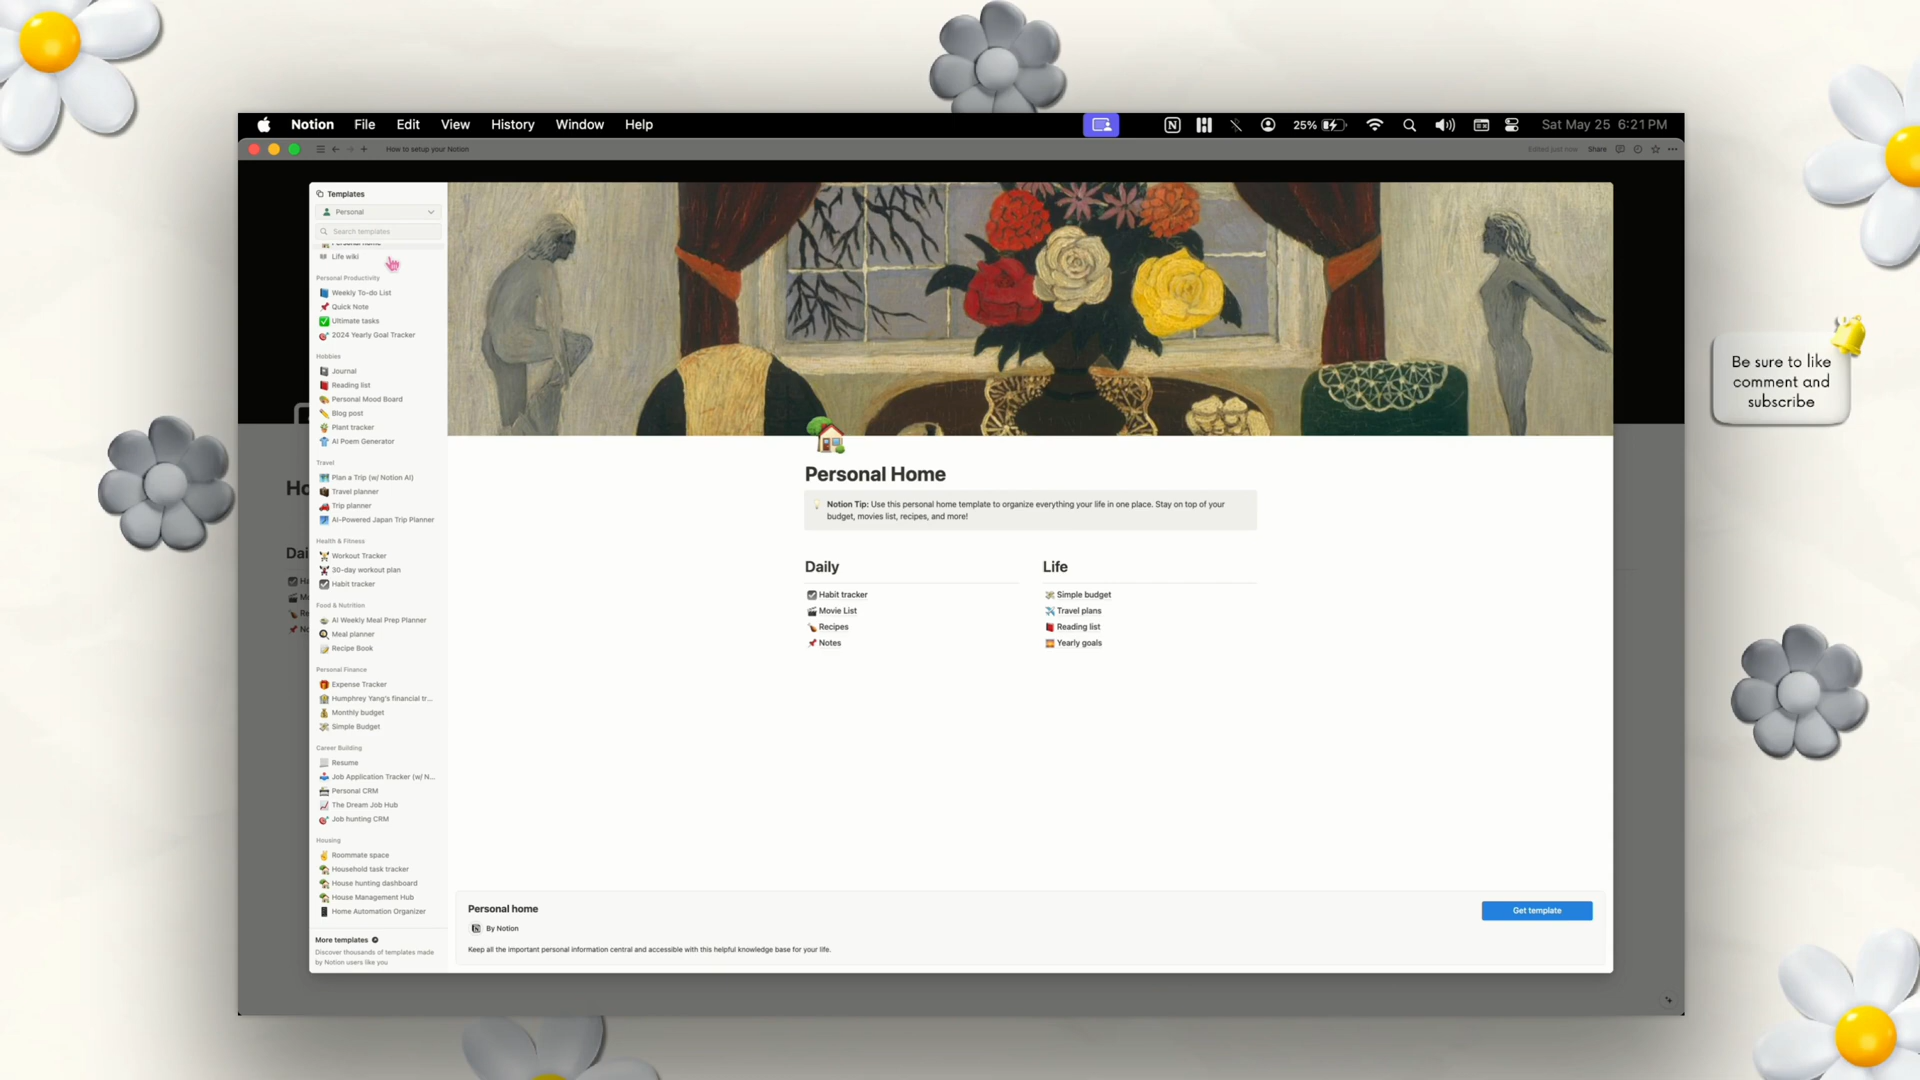 Notion File Edit View History Window Help 25% Sat May 25 6:21 PM
How to setup your Notion Edited just now Share
Templates
Personal
Search templates
Personal home
Life wiki
Personal Productivity
Weekly To-do List
Quick Note
Ultimate tasks
2024 Yearly Goal Tracker
Hobbies
Journal
Reading list
Personal Mood Board
Blog post
Plant tracker
AI Poem Generator
Travel
Plan a Trip (w/ Notion AI)
Travel planner
Trip planner
AI-Powered Japan Trip Planner
Health & Fitness
Workout Tracker
30-day workout plan
Habit tracker
Food & Nutrition
AI Weekly Meal Prep Planner
Meal planner
Recipe Book
Personal Finance
Expense Tracker
Humphrey Yang's financial tr...
Monthly budget
Simple Budget
Career Building
Resume
Job Application Tracker (w/ N...
Personal CRM
The Dream Job Hub
Job hunting CRM
Housing
Roommate space
Household task tracker
House hunting dashboard
House Management Hub
Home Automation Organizer
More templates
Discover thousands of templates made
by Notion users like you
Ho
Dai
Ha
M
Re
No
Personal Home
Notion Tip: Use this personal home template to organize everything your life in one place. Stay on top of your
budget, movies list, recipes, and more!
Daily
Habit tracker
Movie List
Recipes
Notes
Life
Simple budget
Travel plans
Reading list
Yearly goals
Personal home
By Notion
Keep all the important personal information central and accessible with this helpful knowledge base for your life.
Get template
Be sure to like
comment and
subscribe